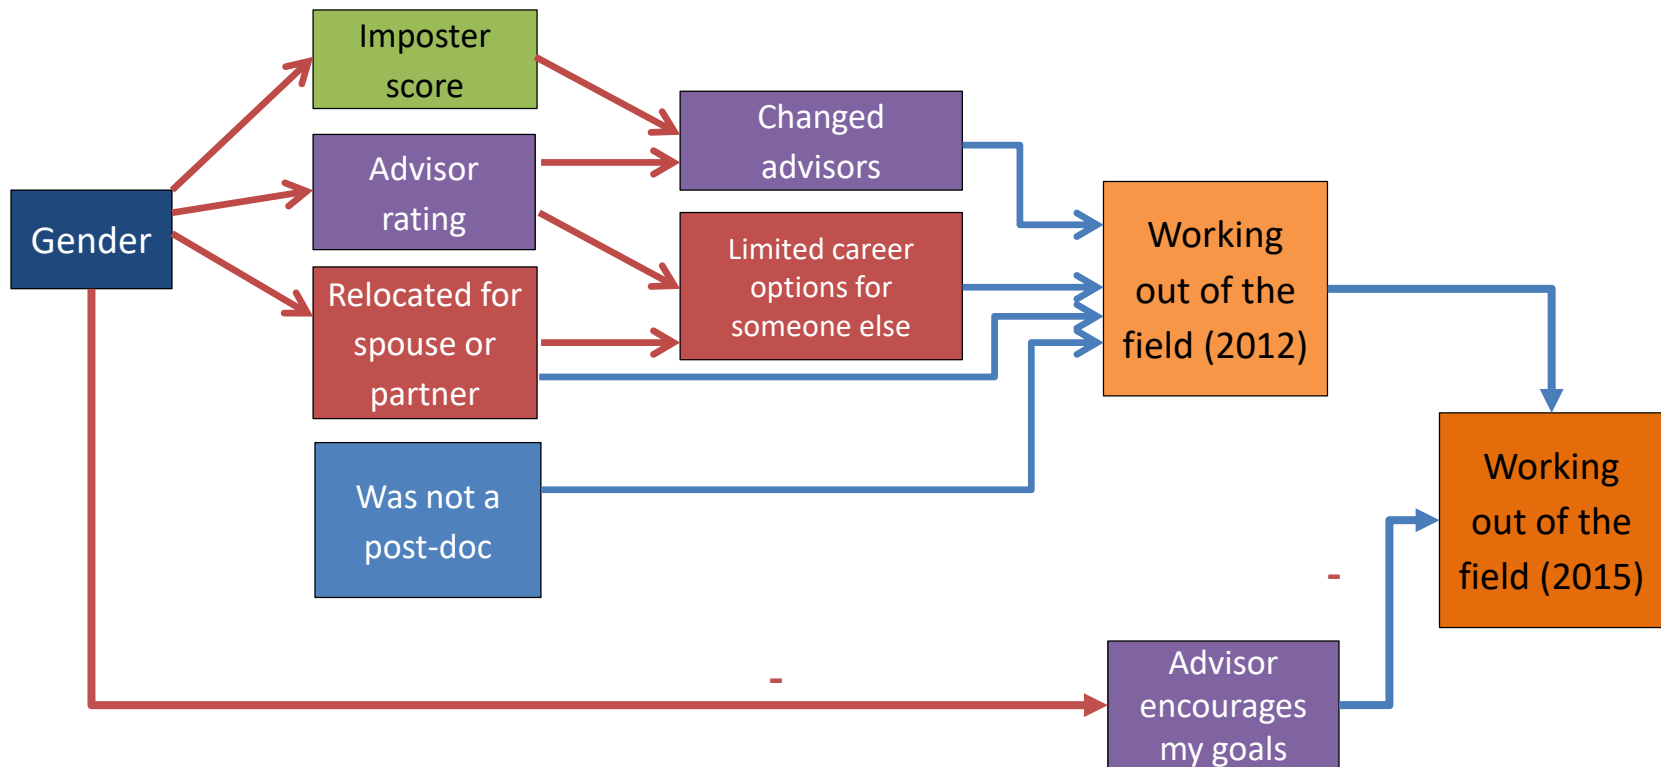 Imposter
score
Changed
advisors
Advisor
rating
Gender
Limited career
options for
someone else
Working
out of the
field (2012)
Relocated for
spouse or
partner
Was not a
post-doc
Working
out of the
field (2015)
-
-
Advisor
encourages
my goals